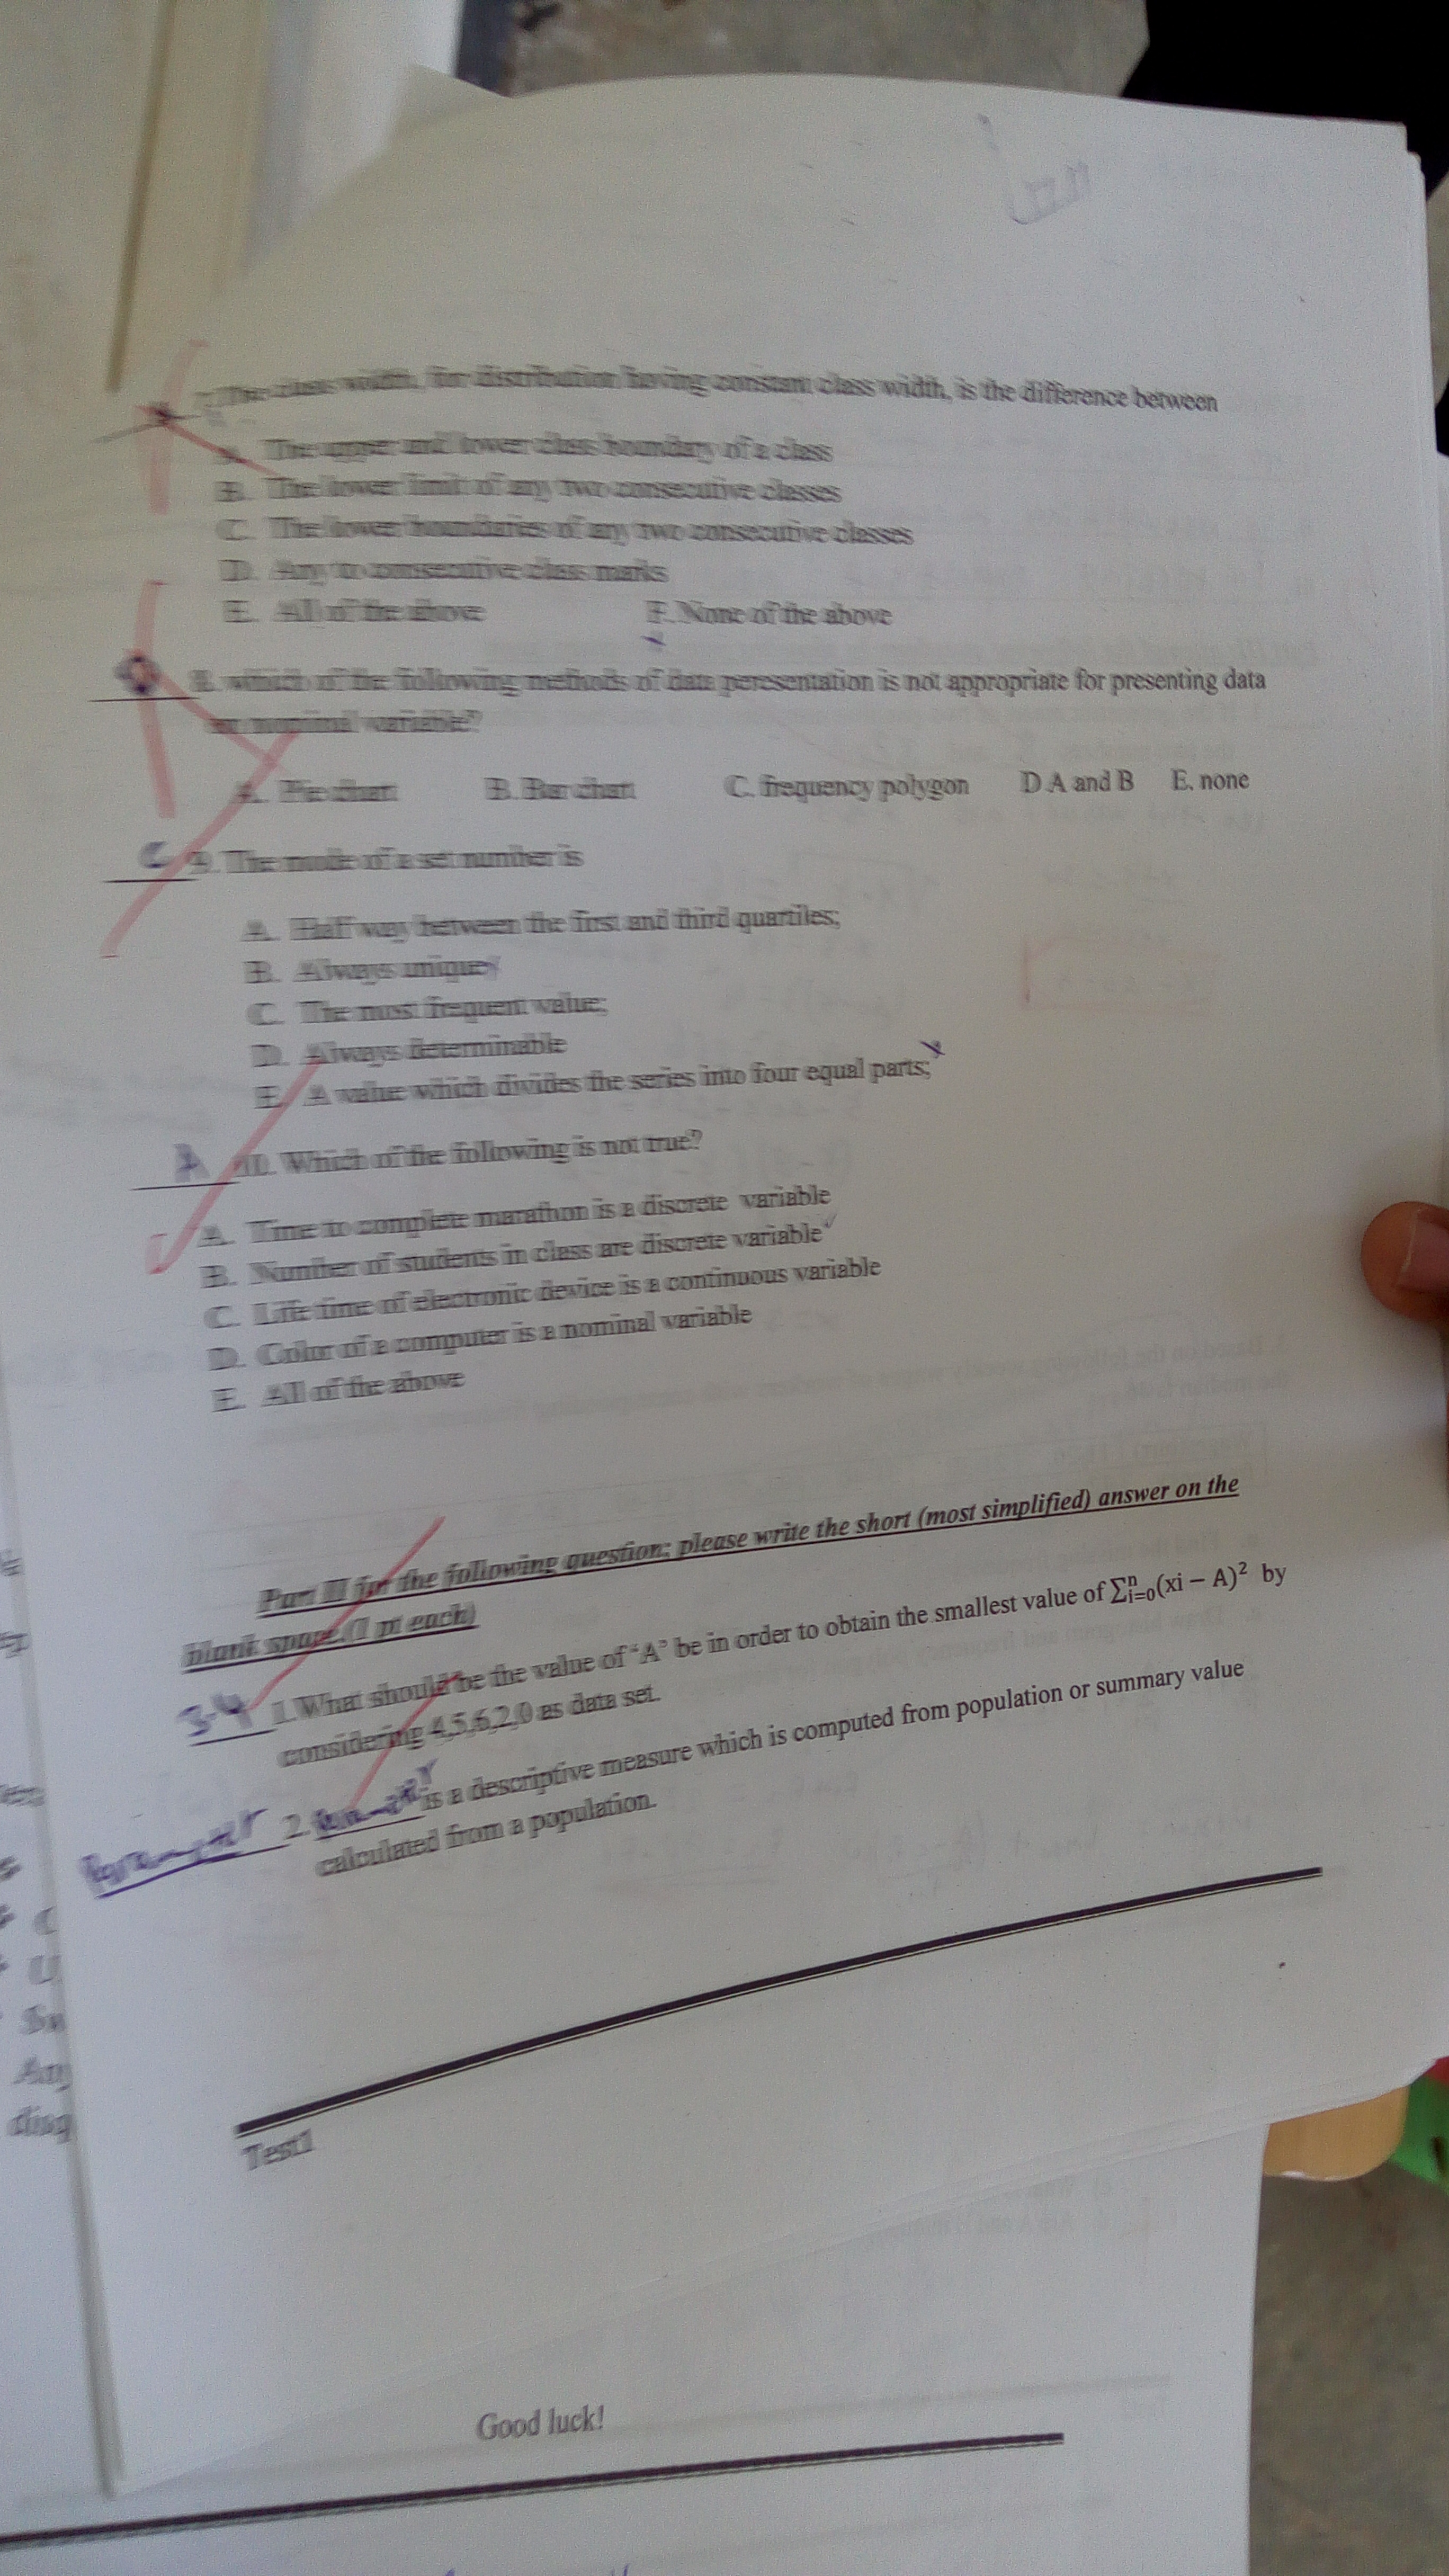 7. The class width, for distribution having constant class width, is the difference between
A. The upper and lower class boundary of a class
B. The lower limit of any two consecutive classes
C. The lower boundaries of any two consecutive classes
D. Any to consecutive class marks
E. All of the above F. None of the above
8. which of the following methods of data peresentation is not appropriate for presenting data
on nominal variable?
A. Pie chart B. Bar chart C. frequency polygon D A and B E. none
C 9. The mode of a set number is
A. Half way between the first and third quartiles;
B. Always unique
C. The most frequent value;
D. Always determinable
E. A value which divides the series into four equal parts;
A 10. Which of the following is not true?
A. Time to complete marathon is a discrete variable
B. Number of students in class are discrete variable
C. Life time of electronic device is a continuous variable
D. Color of a computer is a nominal variable
E. All of the above
Part II for the following question; please write the short (most simplified) answer on the
blank space.(1 pt each)
3.4 1.What should be the value of “A” be in order to obtain the smallest value of ∑ⁿᵢ₌₀(xi − A)² by
considering 4,5,6,2,0 as data set.
2. is a descriptive measure which is computed from population or summary value
calculated from a population.
Test1
Good luck!